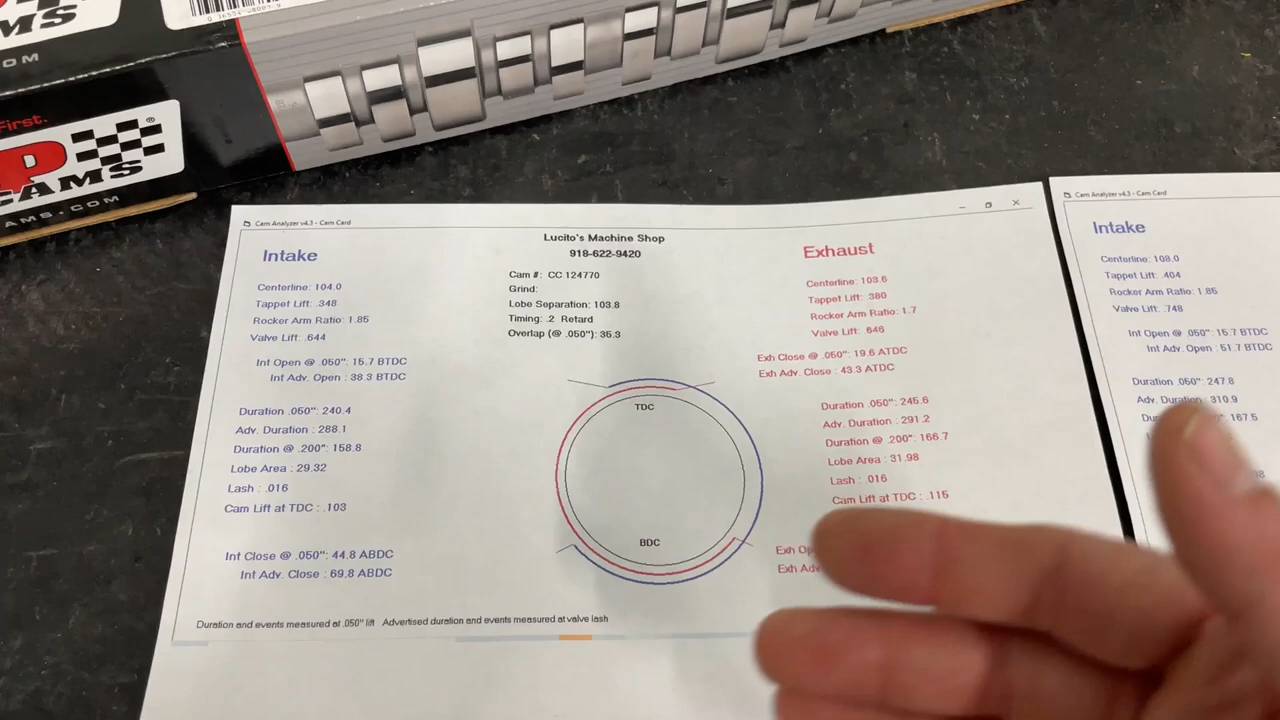 OM
First.
P
CAMS
AMS.COM
Cam Analyzer v4.3 - Cam Card
Lucito's Machine Shop
918-622-9420
Cam #: CC 124770
Grind:
Lobe Separation: 103.8
Timing: .2 Retard
Overlap (@ .050"): 35.3
Intake
Centerline: 104.0
Tappet Lift: .348
Rocker Arm Ratio: 1.85
Valve Lift: .644
Int Open @ .050": 15.7 BTDC
Int Adv. Open : 38.3 BTDC
Duration .050": 240.4
Adv. Duration : 288.1
Duration @ .200": 158.8
Lobe Area : 29.32
Lash : .016
Cam Lift at TDC : .103
Int Close @ .050": 44.8 ABDC
Int Adv. Close : 69.8 ABDC
TDC
BDC
Exhaust
Centerline: 103.6
Tappet Lift: .380
Rocker Arm Ratio: 1.7
Valve Lift: .646
Exh Close @ .050": 19.6 ATDC
Exh Adv. Close : 43.3 ATDC
Duration .050": 245.6
Adv. Duration : 291.2
Duration @ .200": 166.7
Lobe Area : 31.98
Lash : .016
Cam Lift at TDC : .115
Exh Op
Exh Adv
Duration and events measured at .050" lift Advertised duration and events measured at valve lash
Cam Analyzer v4.3 - Cam Card
Intake
Centerline: 108.0
Tappet Lift: .404
Rocker Arm Ratio: 1.85
Valve Lift: .748
Int Open @ .050": 15.7 BTDC
Int Adv. Open : 51.7 BTDC
Duration .050": 247.8
Adv. Duration : 310.9
167.5